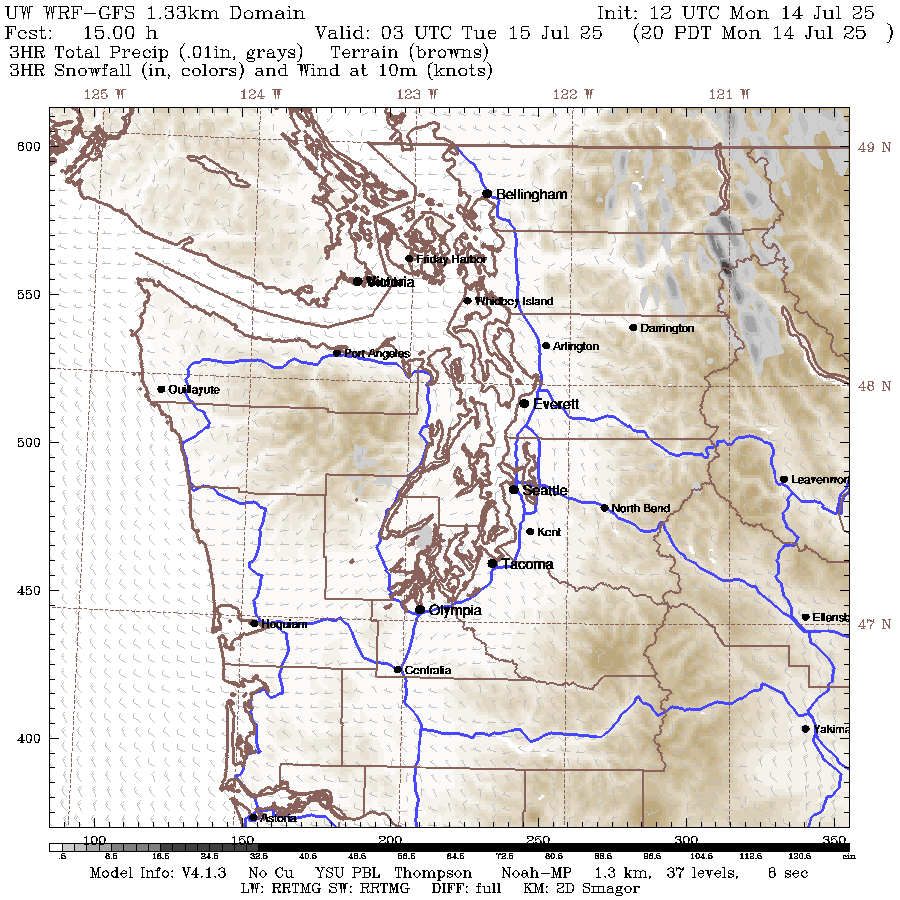 UW WRF-GFS 1.33km Domain Init: 12 UTC Mon 14 Jul 25
Fcst: 15.00 h Valid: 03 UTC Tue 15 Jul 25 (20 PDT Mon 14 Jul 25 )
3HR Total Precip (.01in, grays) Terrain (browns)
3HR Snowfall (in, colors) and Wind at 10m (knots)
125 W 124 W 123 W 122 W 121 W
600 49 N
Bellingham
Friday Harbor
Victoria
550 Whidbey Island
Darrington
Arlington
Port Angeles
48 N
Quillayute
Everett
500
Leavenwor
Seattle
North Bend
Kent
Tacoma
450
Olympia
Ellensb
Hoquiam 47 N
Centralia
Yakima
400
Astoria
100 150 200 250 300 350
.5 8.5 16.5 24.5 32.5 40.5 48.5 56.5 64.5 72.5 80.5 88.5 96.5 104.5 112.5 120.5
Model Info: V4.1.3 No Cu YSU PBL Thompson Noah-MP 1.3 km, 37 levels, 8 sec
LW: RRTMG SW: RRTMG DIFF: full KM: 2D Smagor